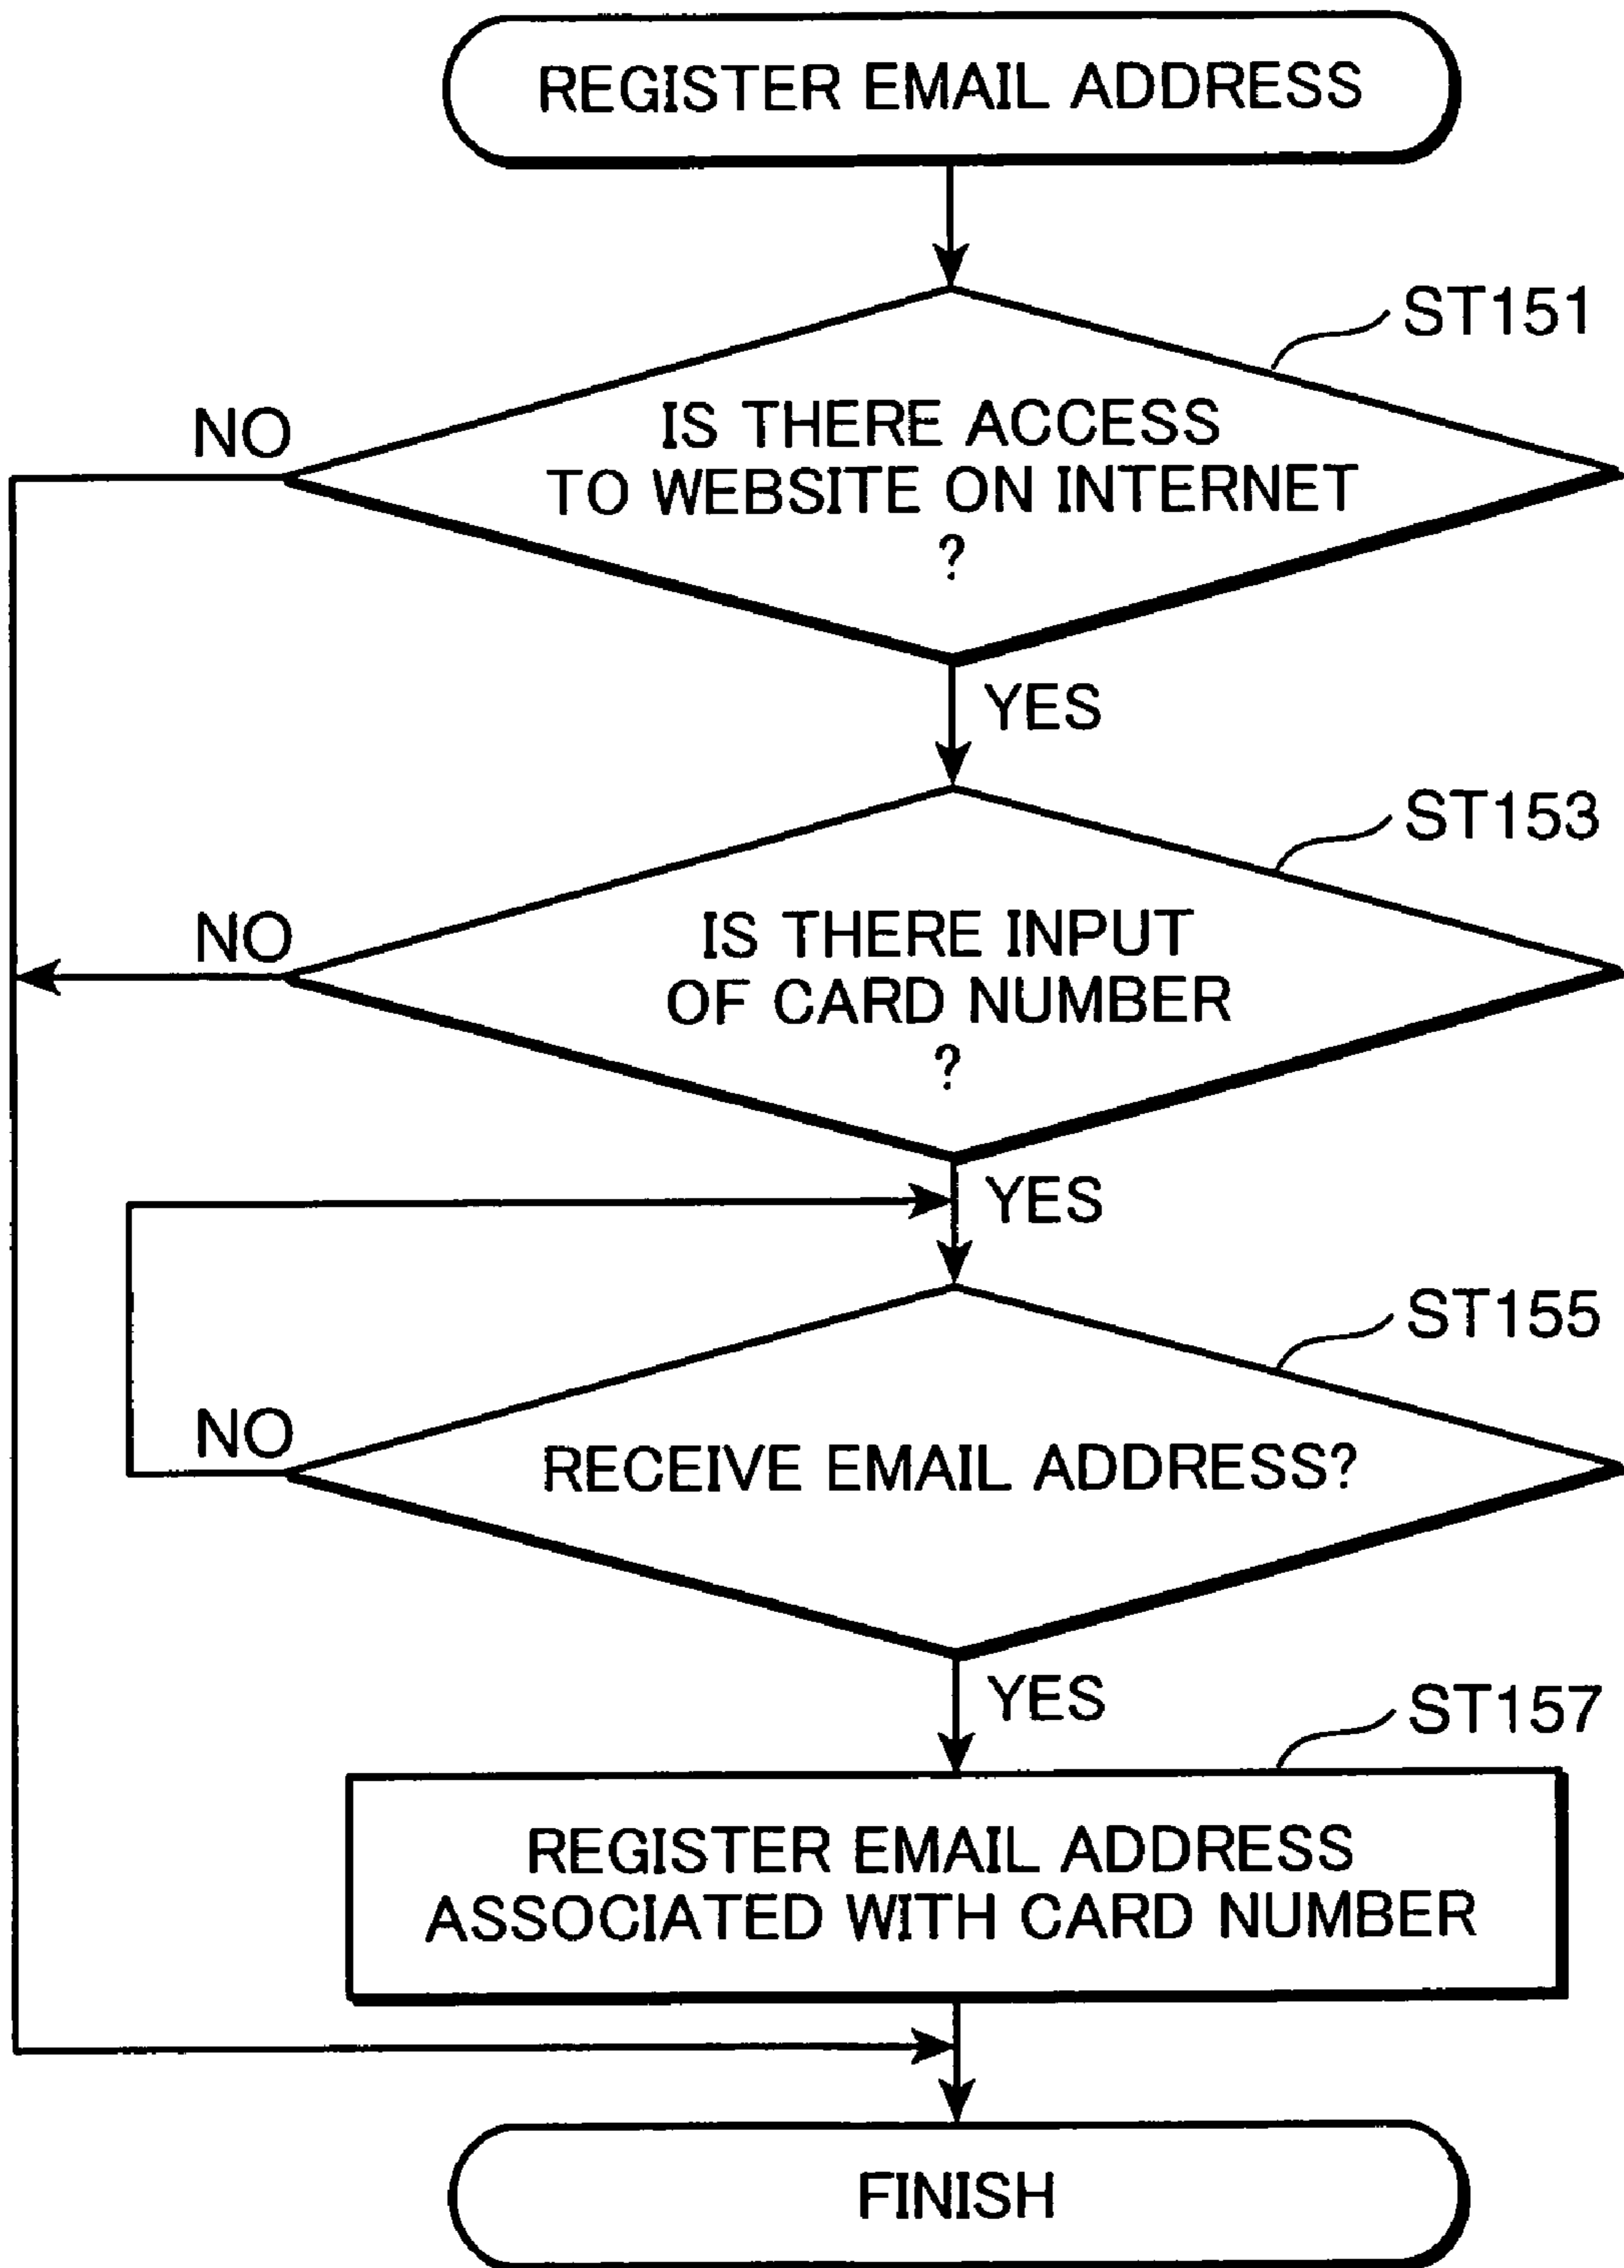 REGISTER EMAIL ADDRESS
ST151
NO
IS THERE ACCESS
TO WEBSITE ON INTERNET
?
YES
ST153
NO
IS THERE INPUT
OF CARD NUMBER
?
YES
ST155
NO
RECEIVE EMAIL ADDRESS?
YES
ST157
REGISTER EMAIL ADDRESS
ASSOCIATED WITH CARD NUMBER
FINISH